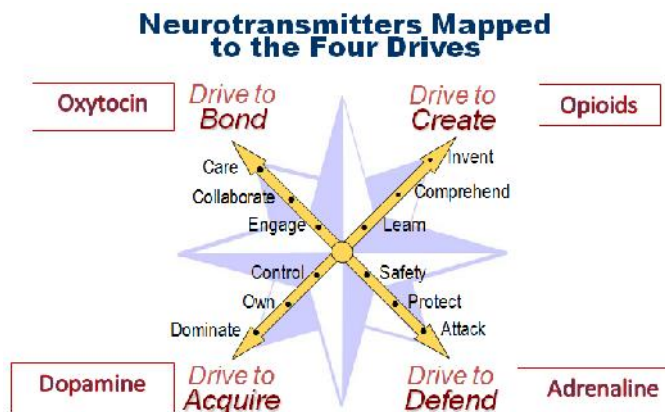 Neurotransmitters Mapped
to the Four Drives
Oxytocin
Drive to
Bond
Drive to
Create
Opioids
Care
Collaborate
Engage
Invent
Comprehend
Learn
Control
Own
Dominate
Safety
Protect
Attack
Dopamine
Drive to
Acquire
Drive to
Defend
Adrenaline